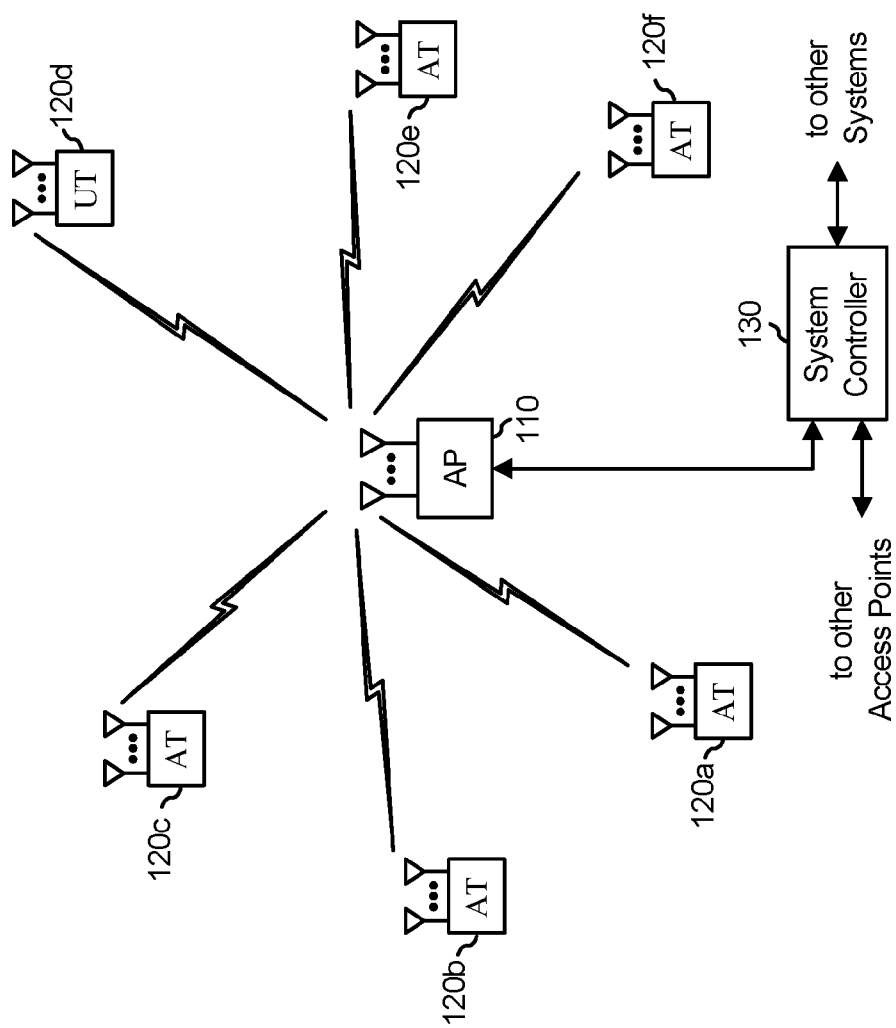 UT
120d
AT
120c
AT
120e
AP
110
AT
120f
AT
120b
AT
120a
130
System
Controller
to other
Systems
to other
Access Points